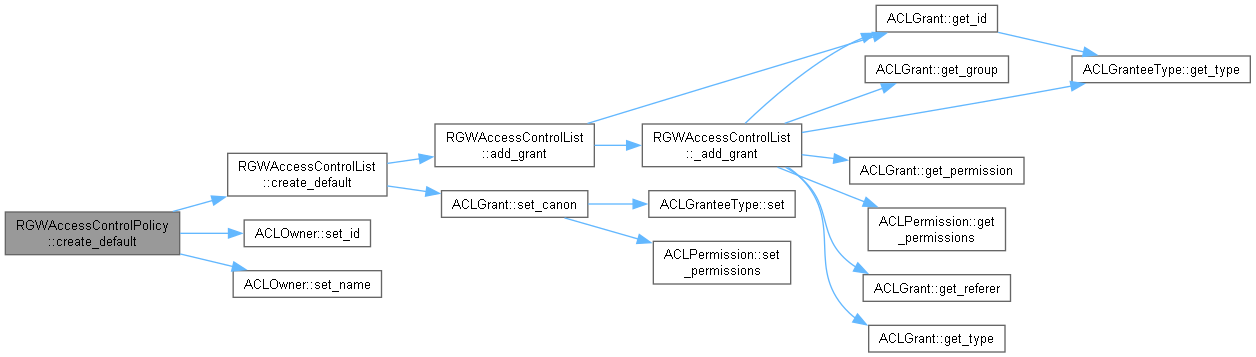 RGWAccessControlPolicy
::create_default
RGWAccessControlList
::create_default
ACLOwner::set_id
ACLOwner::set_name
RGWAccessControlList
::add_grant
ACLGrant::set_canon
RGWAccessControlList
::_add_grant
ACLGranteeType::set
ACLPermission::set
_permissions
ACLGrant::get_id
ACLGrant::get_group
ACLGranteeType::get_type
ACLGrant::get_permission
ACLPermission::get
_permissions
ACLGrant::get_referer
ACLGrant::get_type